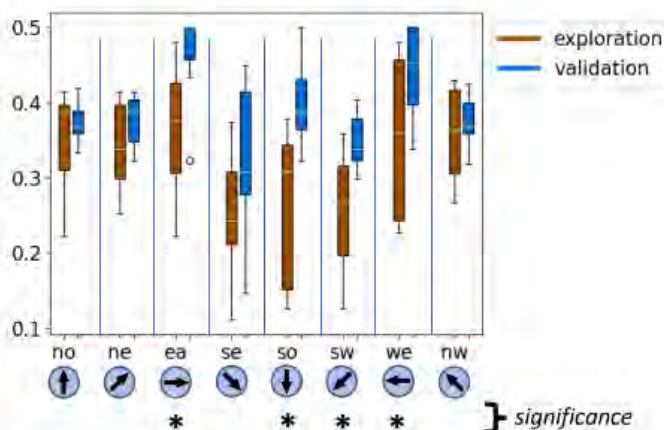 0.5
0.4
0.3
0.2
0.1
exploration
validation
no ne ea se so sw we nw
* * * *
significance